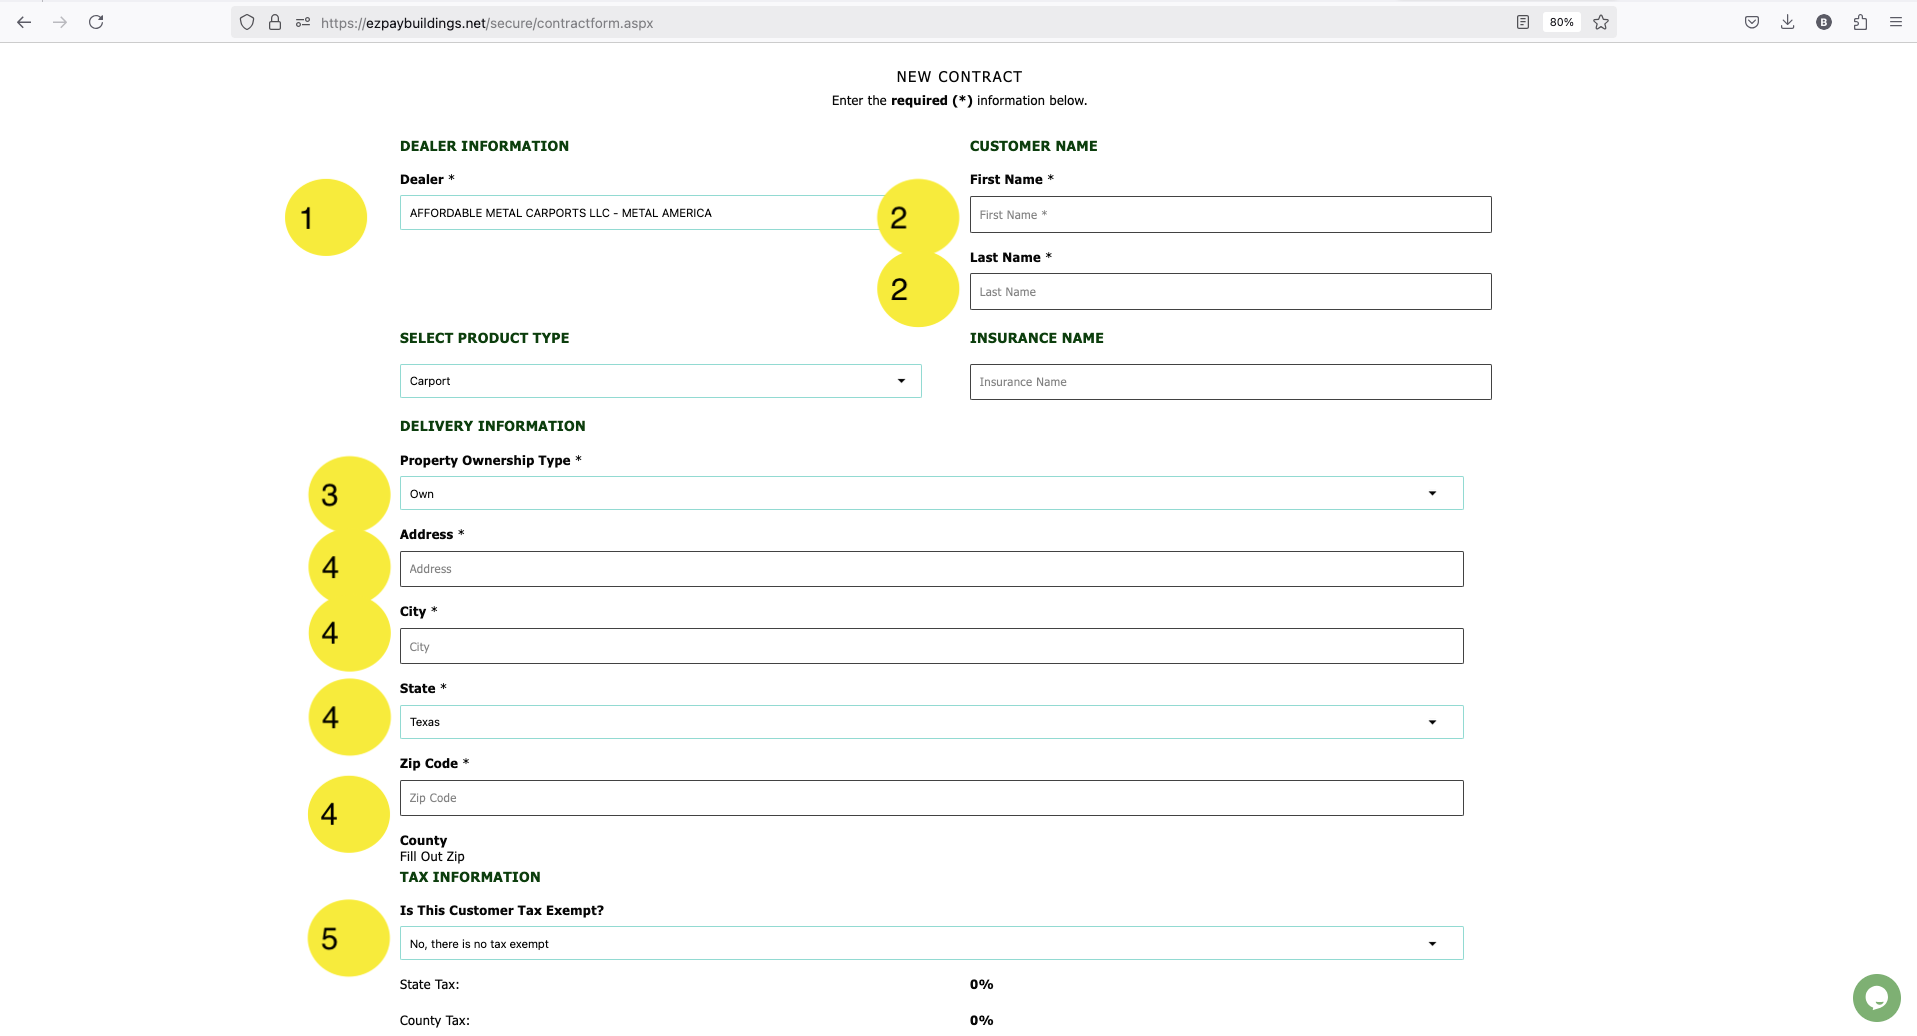 https://ezpaybuildings.net/secure/contractform.aspx
80%
B
NEW CONTRACT
Enter the required (*) information below.
DEALER INFORMATION
Dealer *
1
AFFORDABLE METAL CARPORTS LLC - METAL AMERICA
CUSTOMER NAME
First Name *
2
First Name *
Last Name *
2
Last Name
SELECT PRODUCT TYPE
Carport
INSURANCE NAME
Insurance Name
DELIVERY INFORMATION
Property Ownership Type *
3
Own
Address *
4
Address
City *
4
City
State *
4
Texas
Zip Code *
4
Zip Code
County
Fill Out Zip
TAX INFORMATION
Is This Customer Tax Exempt?
5
No, there is no tax exempt
State Tax: 0%
County Tax: 0%